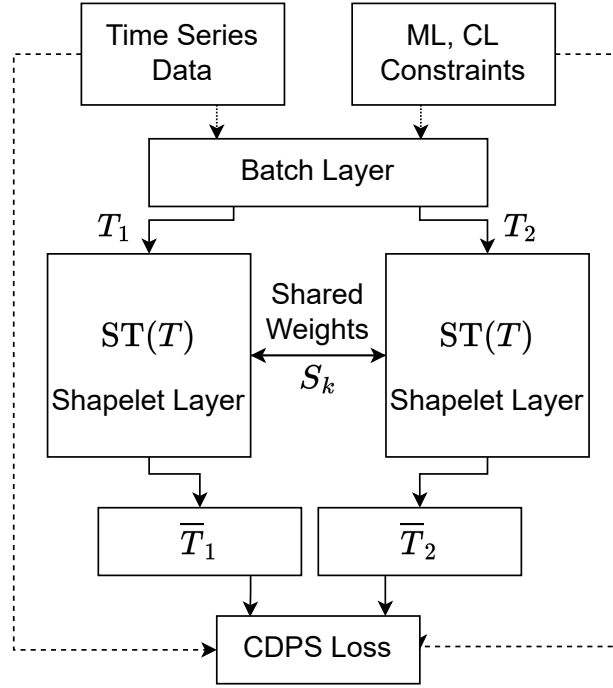 Time Series
Data
ML, CL
Constraints
Batch Layer
T₁
T₂
ST(T)
Shapelet Layer
Shared
Weights
Sₖ
ST(T)
Shapelet Layer
T̅₁
T̅₂
CDPS Loss